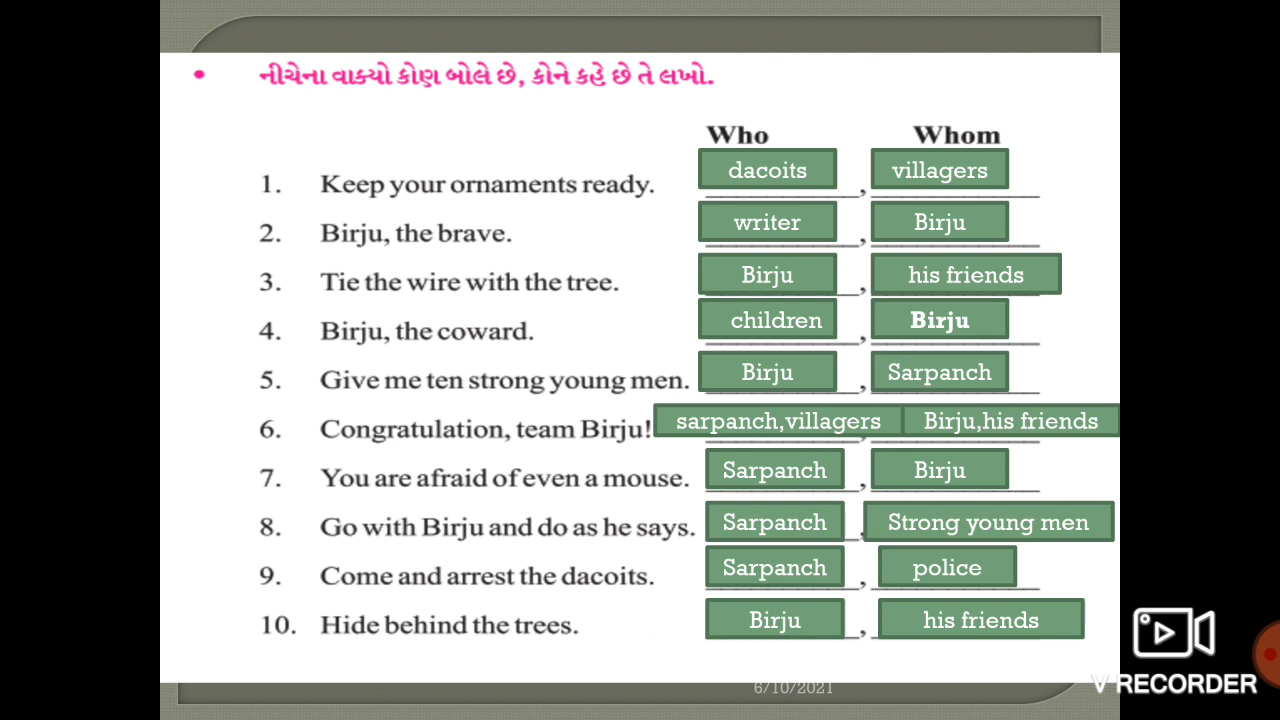 • નીચેના વાક્યો કોણ બોલે છે, કોને કહે છે તે લખો.
Who Whom
1. Keep your ornaments ready. dacoits , villagers
2. Birju, the brave. writer , Birju
3. Tie the wire with the tree. Birju , his friends
4. Birju, the coward. children , Birju
5. Give me ten strong young men. Birju , Sarpanch
6. Congratulation, team Birju! sarpanch,villagers Birju,his friends
7. You are afraid of even a mouse. Sarpanch , Birju
8. Go with Birju and do as he says. Sarpanch , Strong young men
9. Come and arrest the dacoits. Sarpanch , police
10. Hide behind the trees. Birju , his friends
6/10/2021
V RECORDER